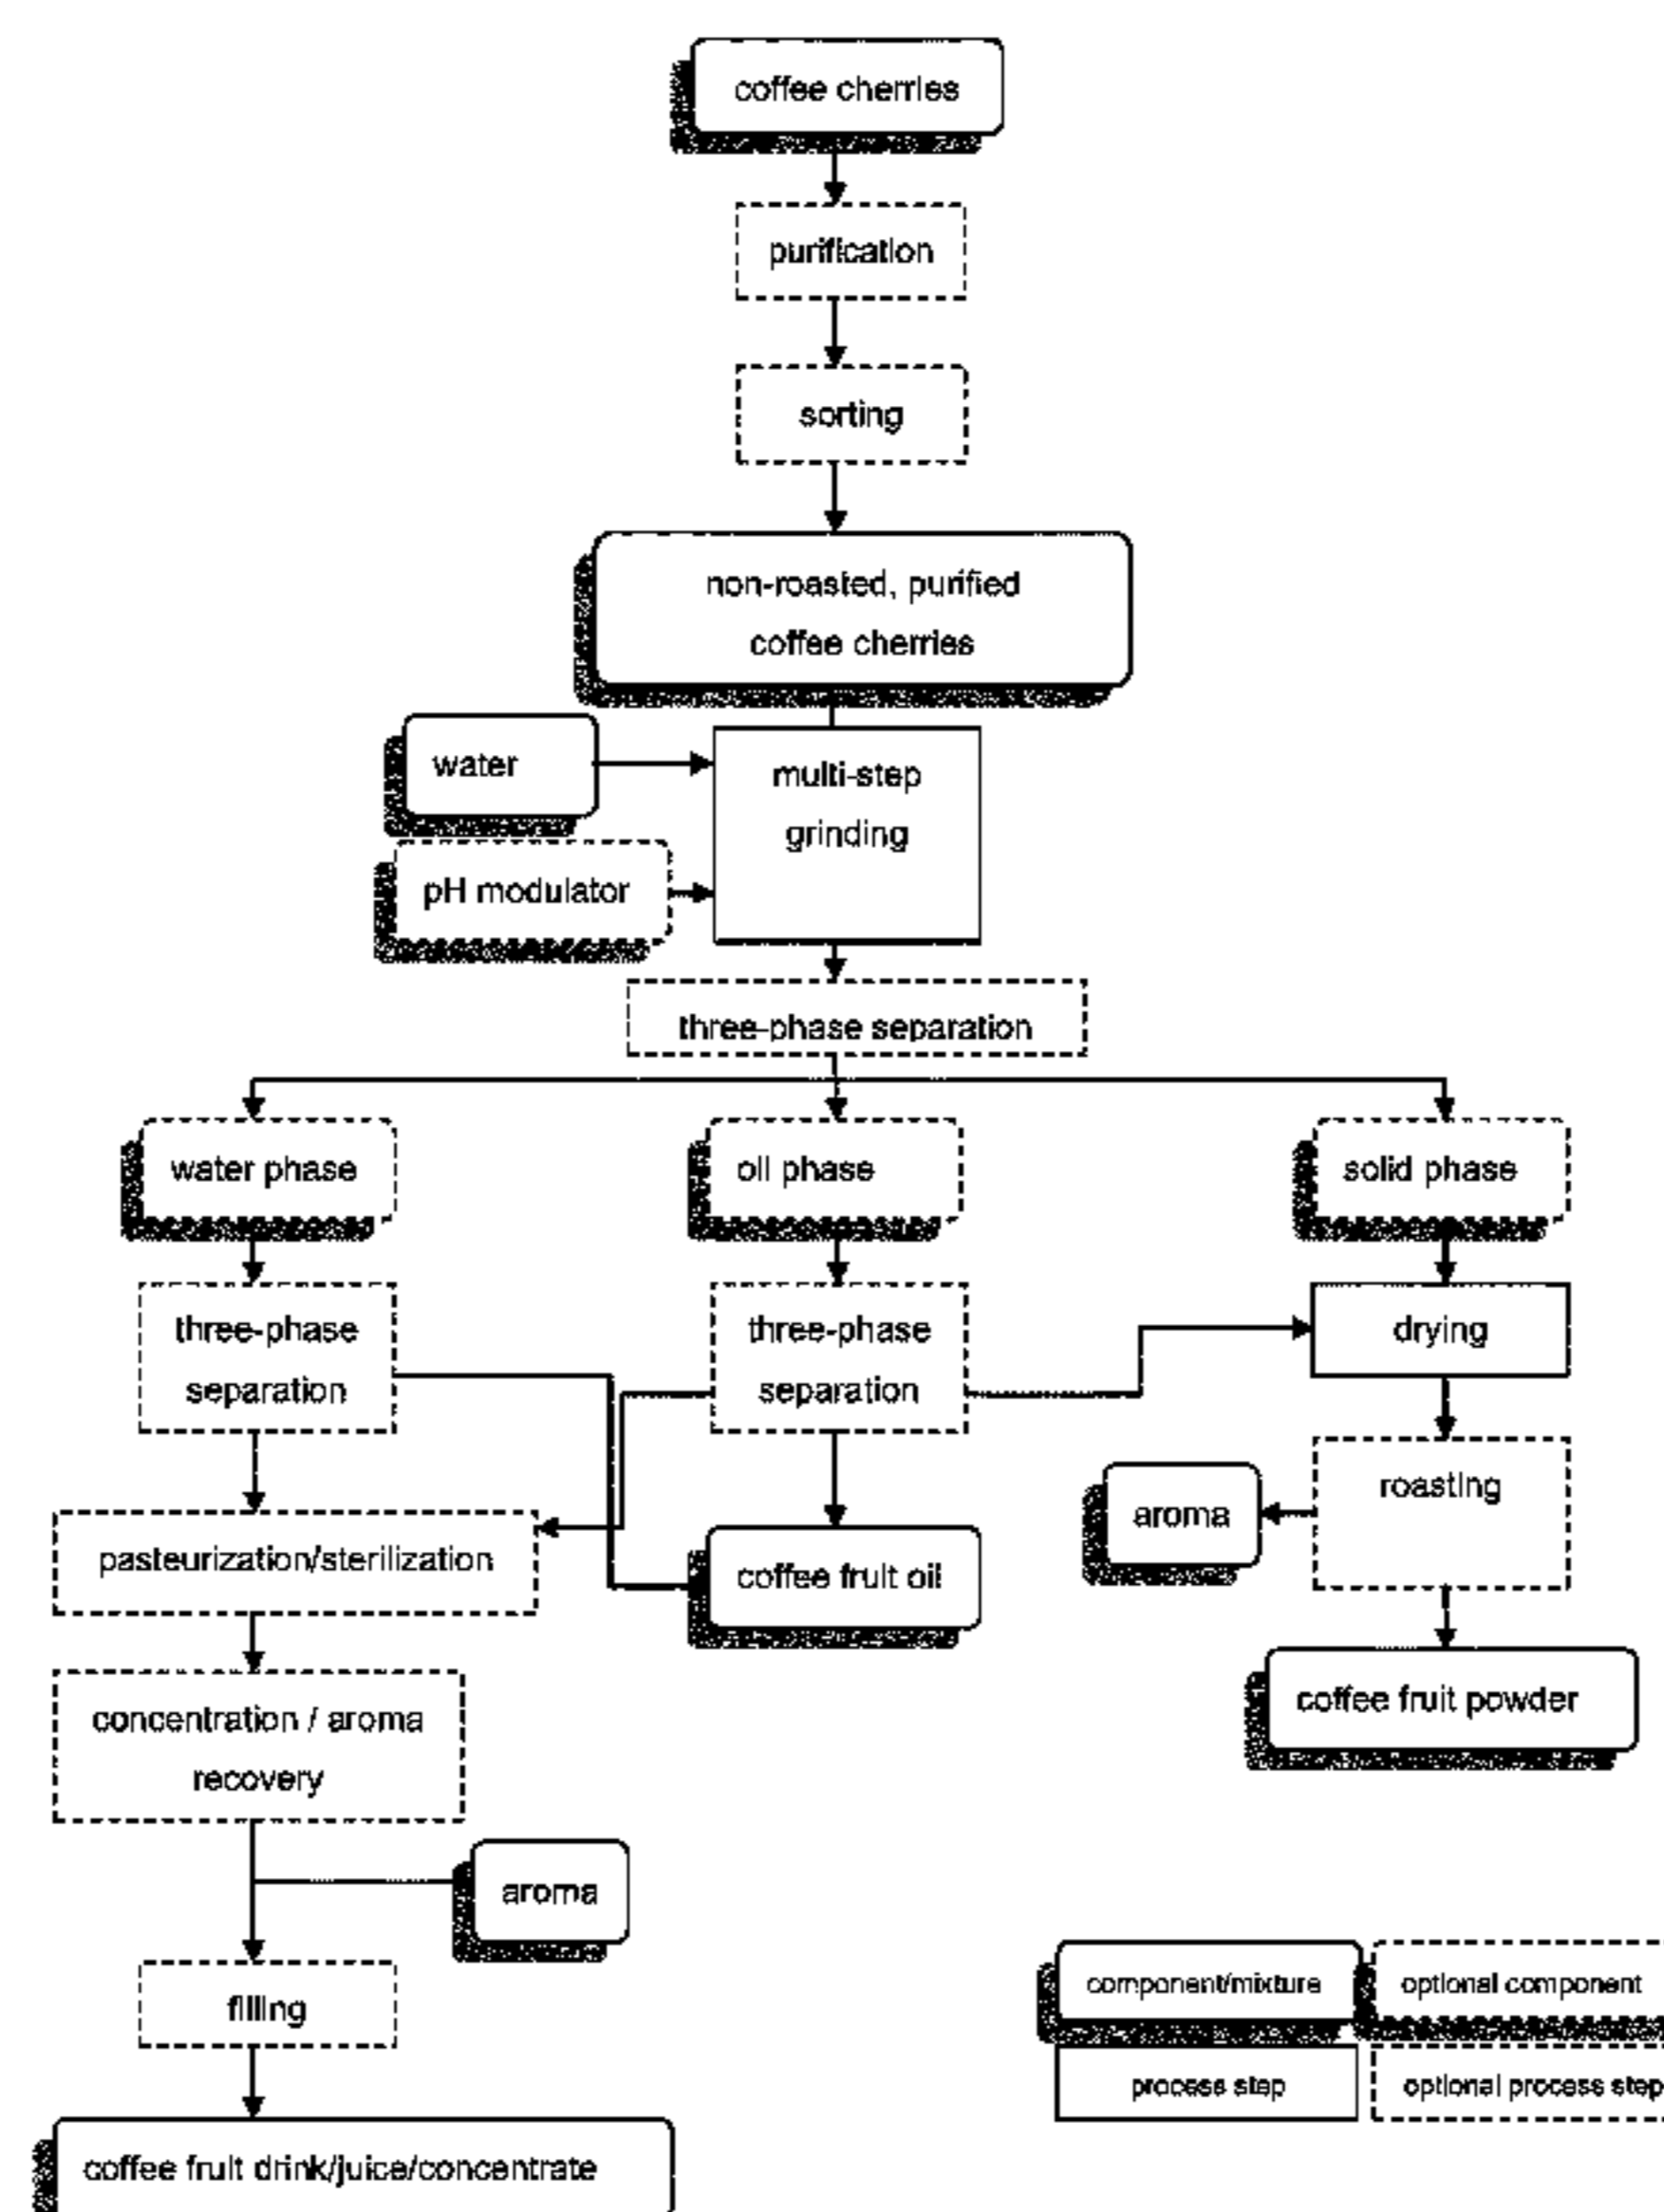 coffee cherries
purification
sorting
non-roasted, purified
coffee cherries
water
multi-step
grinding
pH modulator
three-phase separation
water phase
oil phase
solid phase
three-phase
separation
three-phase
separation
drying
roasting
aroma
pasteurization/sterilization
coffee fruit oil
coffee fruit powder
concentration / aroma
recovery
aroma
filling
component/mixture
optional component
process step
optional process step
coffee fruit drink/juice/concentrate